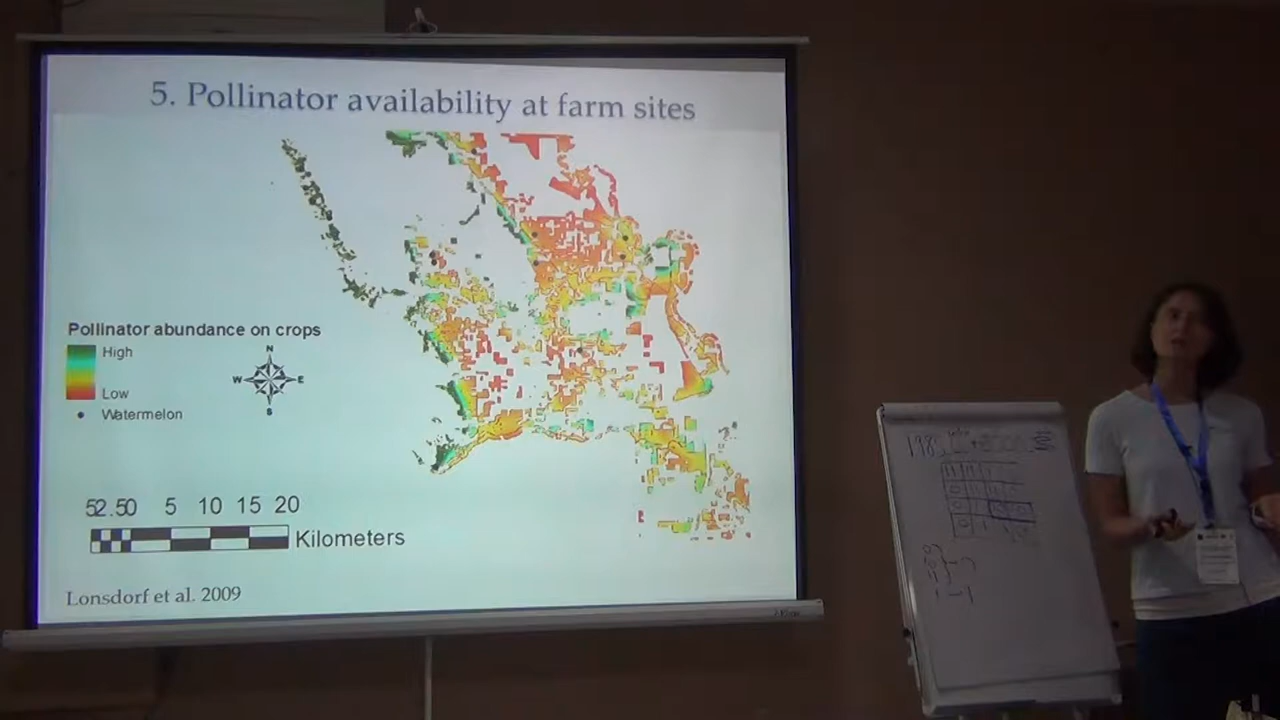 5. Pollinator availability at farm sites
Pollinator abundance on crops
High
Low
Watermelon
N
W E
S
52.50 5 10 15 20
Kilometers
Lonsdorf et al. 2009